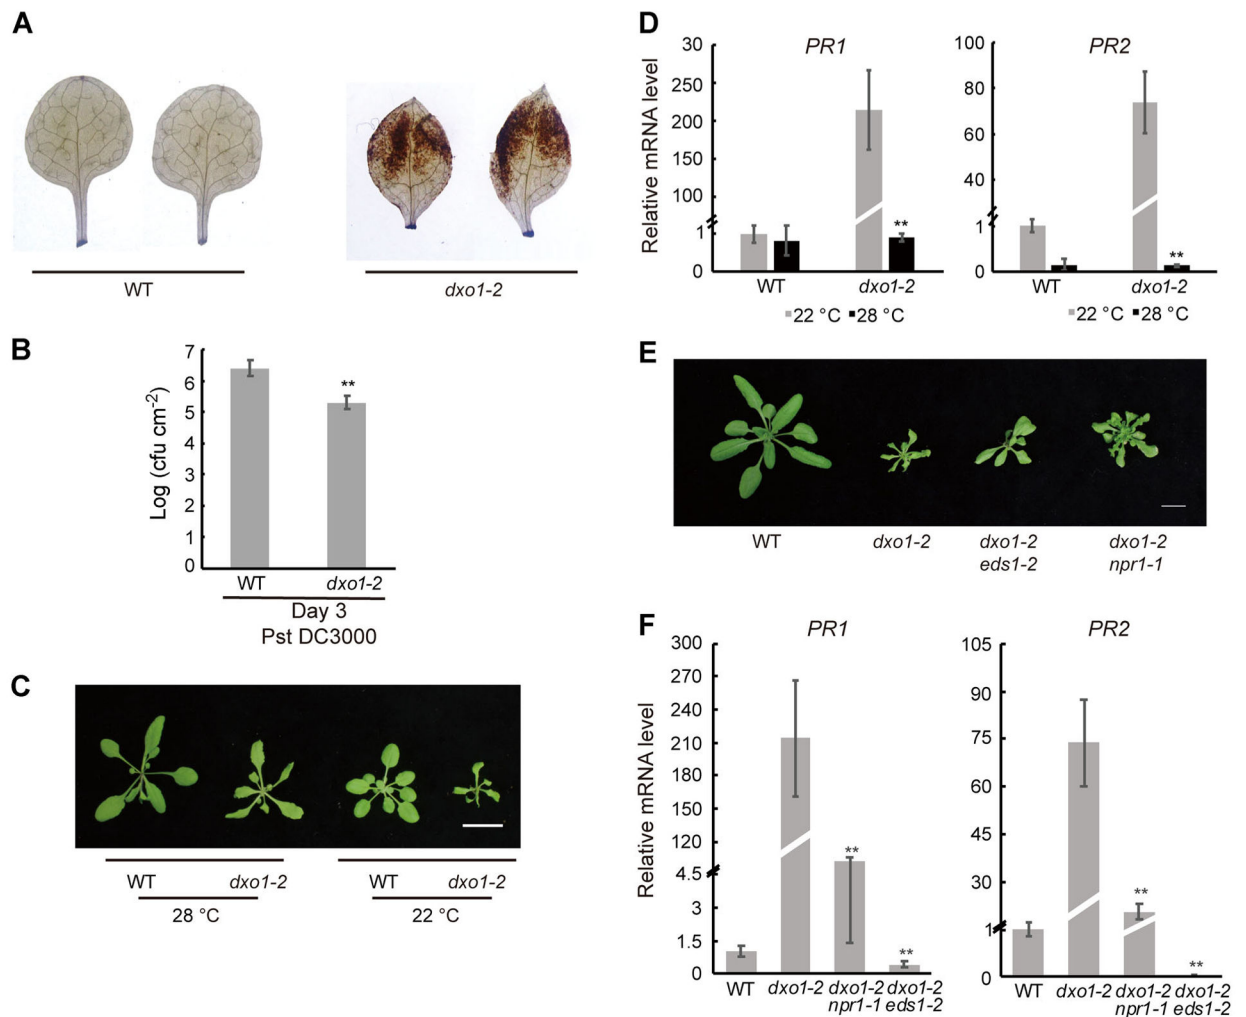 A
WT
dxo1-2
B
Log (cfu cm-2)
7
6
5
4
3
2
1
0
**
WT
dxo1-2
Day 3
Pst DC3000
C
WT
dxo1-2
WT
dxo1-2
28 °C
22 °C
D
Relative mRNA level
PR1
30
250
200
150
100
1
0
**
WT
dxo1-2
22 °C 28 °C
PR2
100
80
60
40
1
0
**
WT
dxo1-2
22 °C 28 °C
E
WT
dxo1-2
dxo1-2
eds1-2
dxo1-2
npr1-1
F
Relative mRNA level
PR1
300
270
240
210
180
150
120
4.5
3
1.5
0
**
**
WT
dxo1-2
dxo1-2
npr1-1
dxo1-2
eds1-2
PR2
105
90
75
60
45
30
1
0
**
**
WT
dxo1-2
dxo1-2
npr1-1
dxo1-2
eds1-2